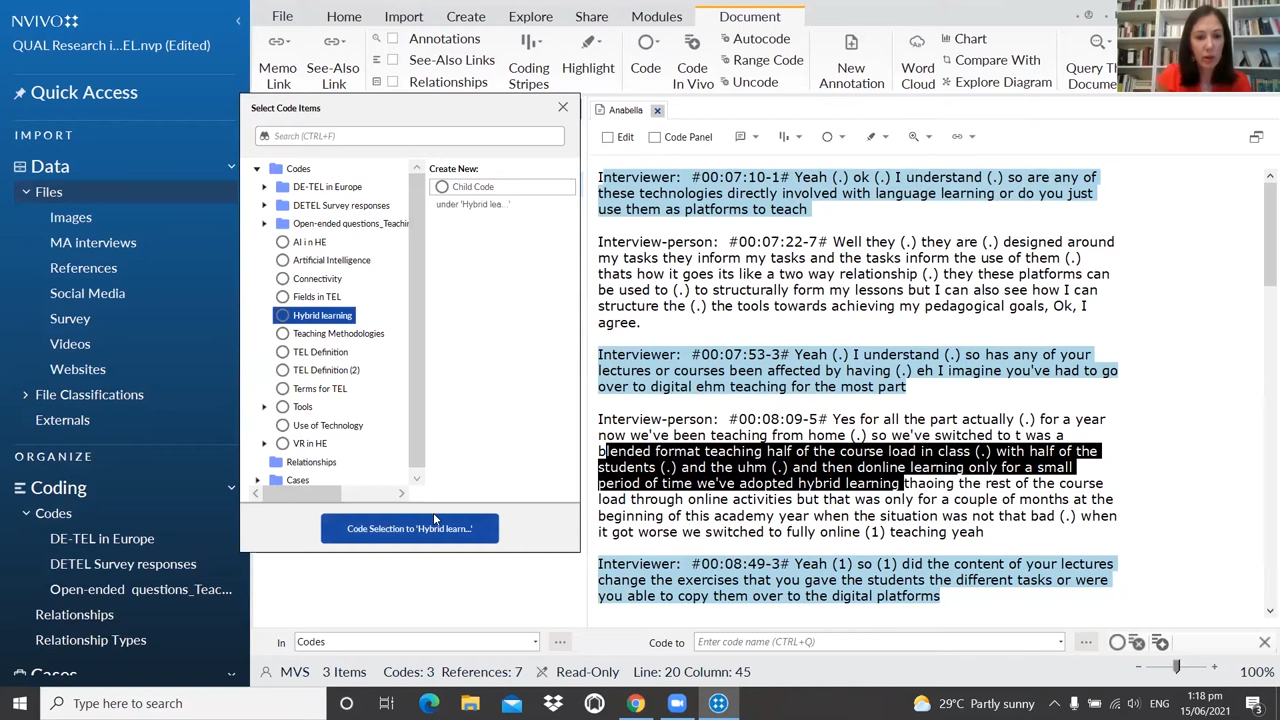 NVIVO
QUAL Research i...EL.nvp (Edited)
Quick Access
IMPORT
Data
Files
Images
MA interviews
References
Social Media
Survey
Videos
Websites
File Classifications
Externals
ORGANIZE
Coding
Codes
DE-TEL in Europe
DETEL Survey responses
Open-ended questions_Teac...
Relationships
Relationship Types
Cases
File Home Import Create Explore Share Modules Document
Memo Link
See-Also Link
Annotations
See-Also Links
Relationships
Coding Stripes
Highlight
Code
Code In Vivo
Autocode
Range Code
Uncode
New Annotation
Word Cloud
Chart
Compare With
Explore Diagram
Query Th
Docume
Select Code Items
Search (CTRL+F)
Codes
DE-TEL in Europe
DETEL Survey responses
Open-ended questions_Teachin
AI in HE
Artificial Intelligence
Connectivity
Fields in TEL
Hybrid learning
Teaching Methodologies
TEL Definition
TEL Definition (2)
Terms for TEL
Tools
Use of Technology
VR in HE
Relationships
Cases
Create New:
Child Code
under 'Hybrid lea...'
Code Selection to 'Hybrid learn...'
Anabella
Edit Code Panel
Interviewer: #00:07:10-1# Yeah (.) ok (.) I understand (.) so are any of
these technologies directly involved with language learning or do you just
use them as platforms to teach
Interview-person: #00:07:22-7# Well they (.) they are (.) designed around
my tasks they inform my tasks and the tasks inform the use of them (.)
thats how it goes its like a two way relationship (.) they these platforms can
be used to (.) to structurally form my lessons but I can also see how I can
structure the (.) the tools towards achieving my pedagogical goals, Ok, I
agree.
Interviewer: #00:07:53-3# Yeah (.) I understand (.) so has any of your
lectures or courses been affected by having (.) eh I imagine you've had to go
over to digital ehm teaching for the most part
Interview-person: #00:08:09-5# Yes for all the part actually (.) for a year
now we've been teaching from home (.) so we've switched to t was a
blended format teaching half of the course load in class (.) with half of the
students (.) and the uhm (.) and then donline learning only for a small
period of time we've adopted hybrid learning thaoing the rest of the course
load through online activities but that was only for a couple of months at the
beginning of this academy year when the situation was not that bad (.) when
it got worse we switched to fully online (1) teaching yeah
Interviewer: #00:08:49-3# Yeah (1) so (1) did the content of your lectures
change the exercises that you gave the students the different tasks or were
you able to copy them over to the digital platforms
In Codes Code to Enter code name (CTRL+Q)
MVS 3 Items Codes: 3 References: 7 Read-Only Line: 20 Column: 45 100%
Type here to search
29°C Partly sunny ENG
1:18 pm
15/06/2021
3